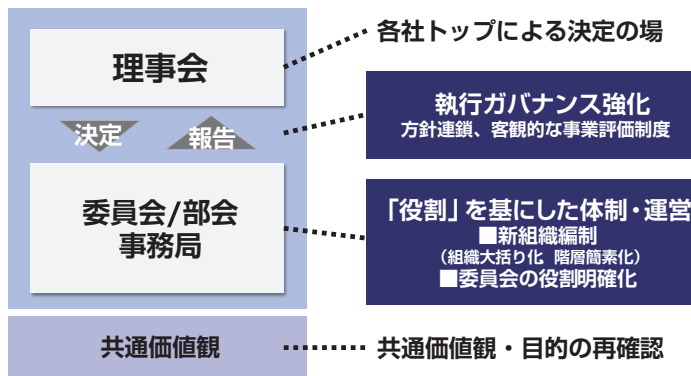 理事会
各社トップによる決定の場
決定
報告
執行ガバナンス強化
方針連鎖、客観的な事業評価制度
委員会/部会
事務局
「役割」を基にした体制・運営
■新組織編制
（組織大括り化 階層簡素化）
■委員会の役割明確化
共通価値観
共通価値観・目的の再確認